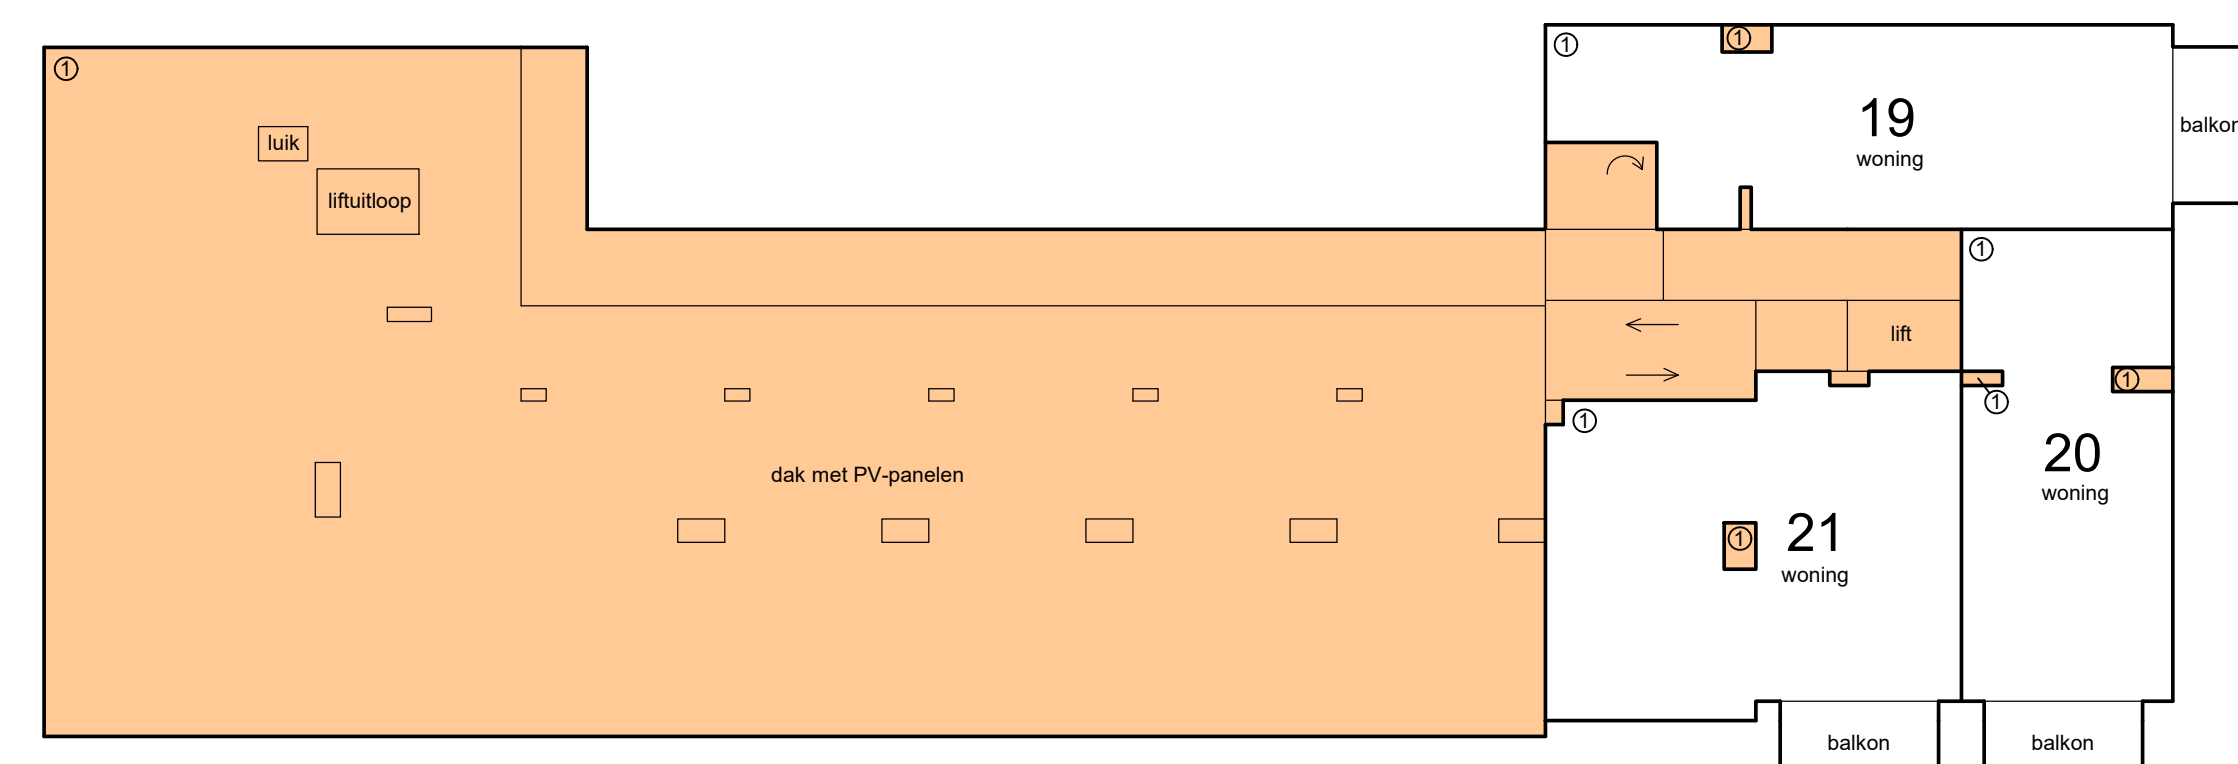 ①
luik
liftuitloop
dak met PV-panelen
①
①
19
woning
balkon
①
lift
①
①
20
woning
①
①
21
woning
balkon
balkon